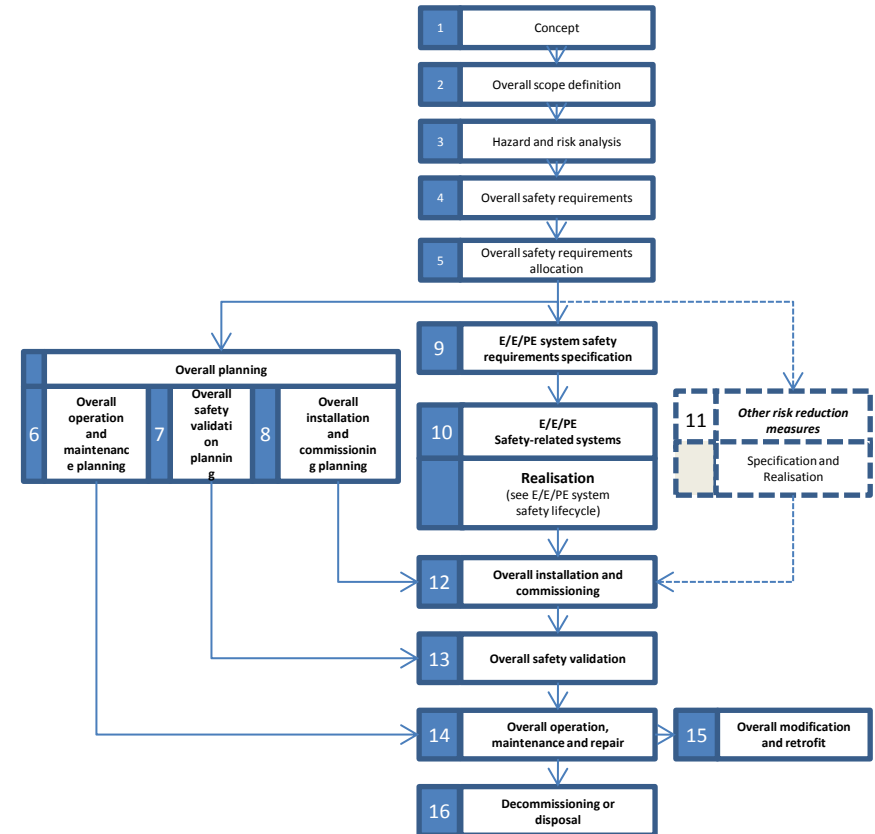 1
Concept
2
Overall scope definition
3
Hazard and risk analysis
4
Overall safety requirements
5
Overall safety requirements
allocation
9
E/E/PE system safety
requirements specification
Overall planning
6
Overall
operation
and
maintenanc
e planning
7
Overall
safety
validati
on
plannin
g
8
Overall
installation
and
commissionin
g planning
10
E/E/PE
Safety-related systems
Realisation
(see E/E/PE system
safety lifecycle)
11
Other risk reduction
measures
Specification and
Realisation
12
Overall installation and
commissioning
13
Overall safety validation
14
Overall operation,
maintenance and repair
15
Overall modification
and retrofit
16
Decommissioning or
disposal